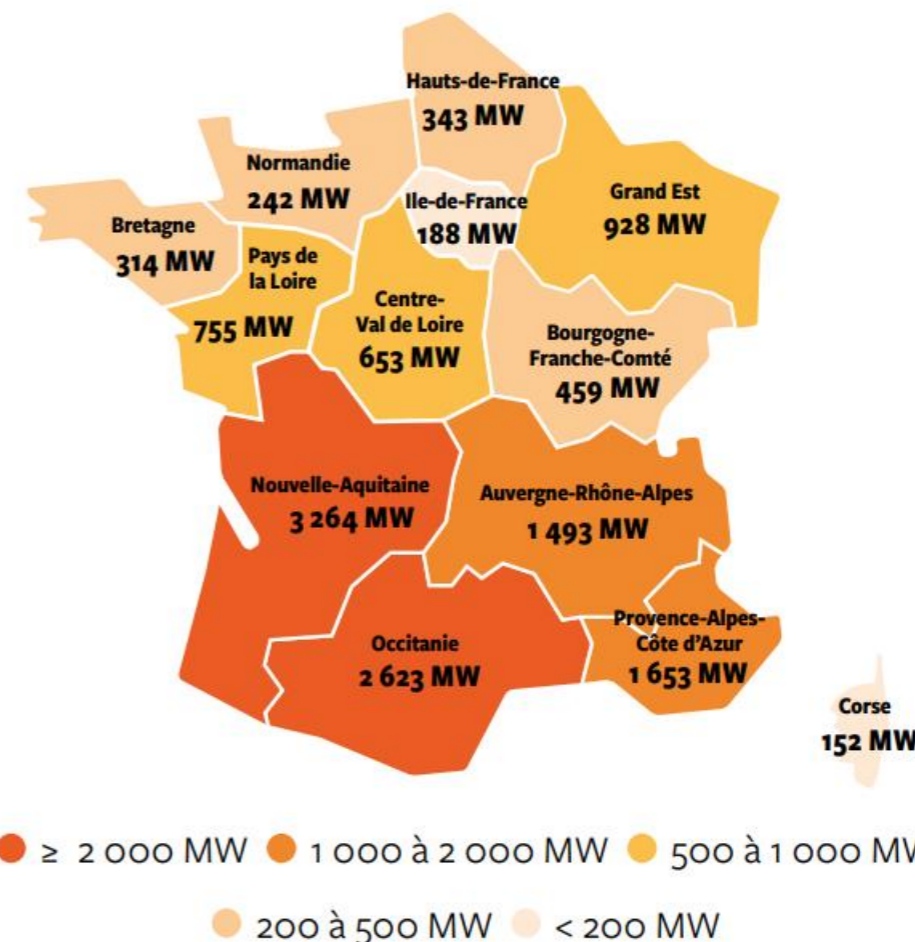 Hauts-de-France
343 MW
Normandie
242 MW
Ile-de-France
188 MW
Grand Est
928 MW
Bretagne
314 MW
Pays de
la Loire
755 MW
Centre-
Val de Loire
653 MW
Bourgogne-
Franche-Comté
459 MW
Nouvelle-Aquitaine
3 264 MW
Auvergne-Rhône-Alpes
1 493 MW
Occitanie
2 623 MW
Provence-Alpes-
Côte d'Azur
1 653 MW
Corse
152 MW
≥ 2 000 MW 1 000 à 2 000 MW 500 à 1 000 MW
200 à 500 MW < 200 MW